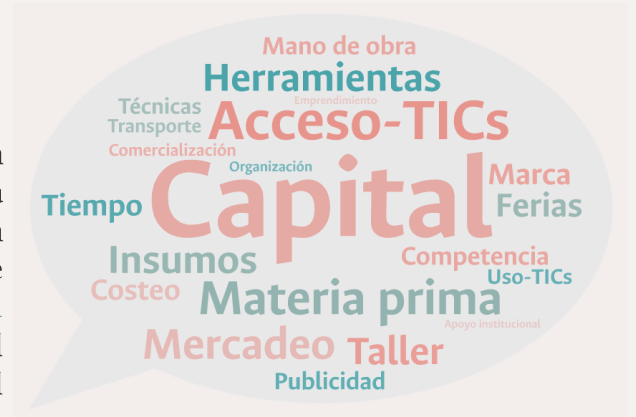 Mano de obra
Herramientas
Emprendimiento
Técnicas
Acceso-TICs
Transporte
Comercialización
Organización
Capital
Marca
Tiempo
Ferias
Insumos
Competencia
Uso-TICs
Costeo
Materia prima
Apoyo institucional
Mercadeo
Taller
Publicidad